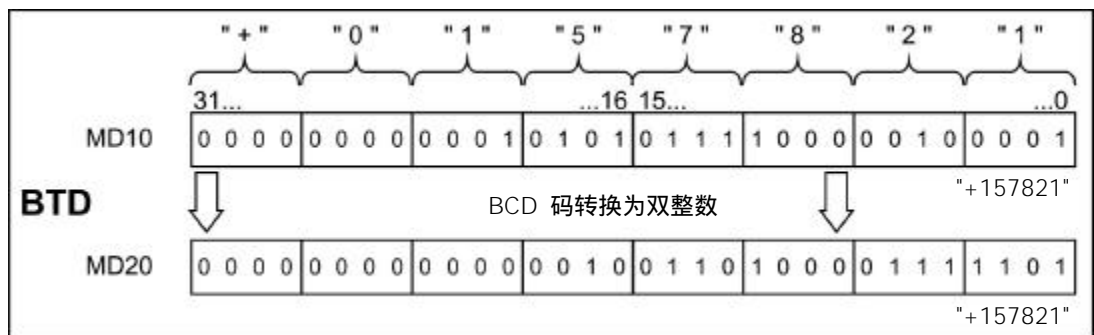 "+" "0" "1" "5" "7" "8" "2" "1"
31... ...16 15... ...0
MD10 0 0 0 0 0 0 0 0 0 0 0 1 0 1 0 1 0 1 1 1 1 0 0 0 0 0 1 0 0 0 0 1
"+157821"
BTD BCD 码转换为双整数
MD20 0 0 0 0 0 0 0 0 0 0 0 0 0 0 1 0 0 1 1 0 1 0 0 0 0 1 1 1 1 1 0 1
"+157821"